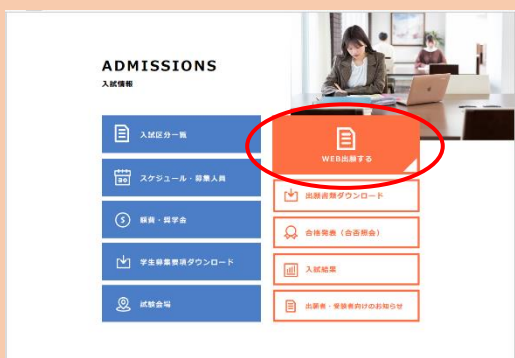 ADMISSIONS
入試情報
入試区分一覧
スケジュール・募集人員
学費・奨学金
学生募集要項ダウンロード
試験会場
WEB出願する
出願書類ダウンロード
合格発表（合否照会）
入試結果
出願者・受験者向けのお知らせ